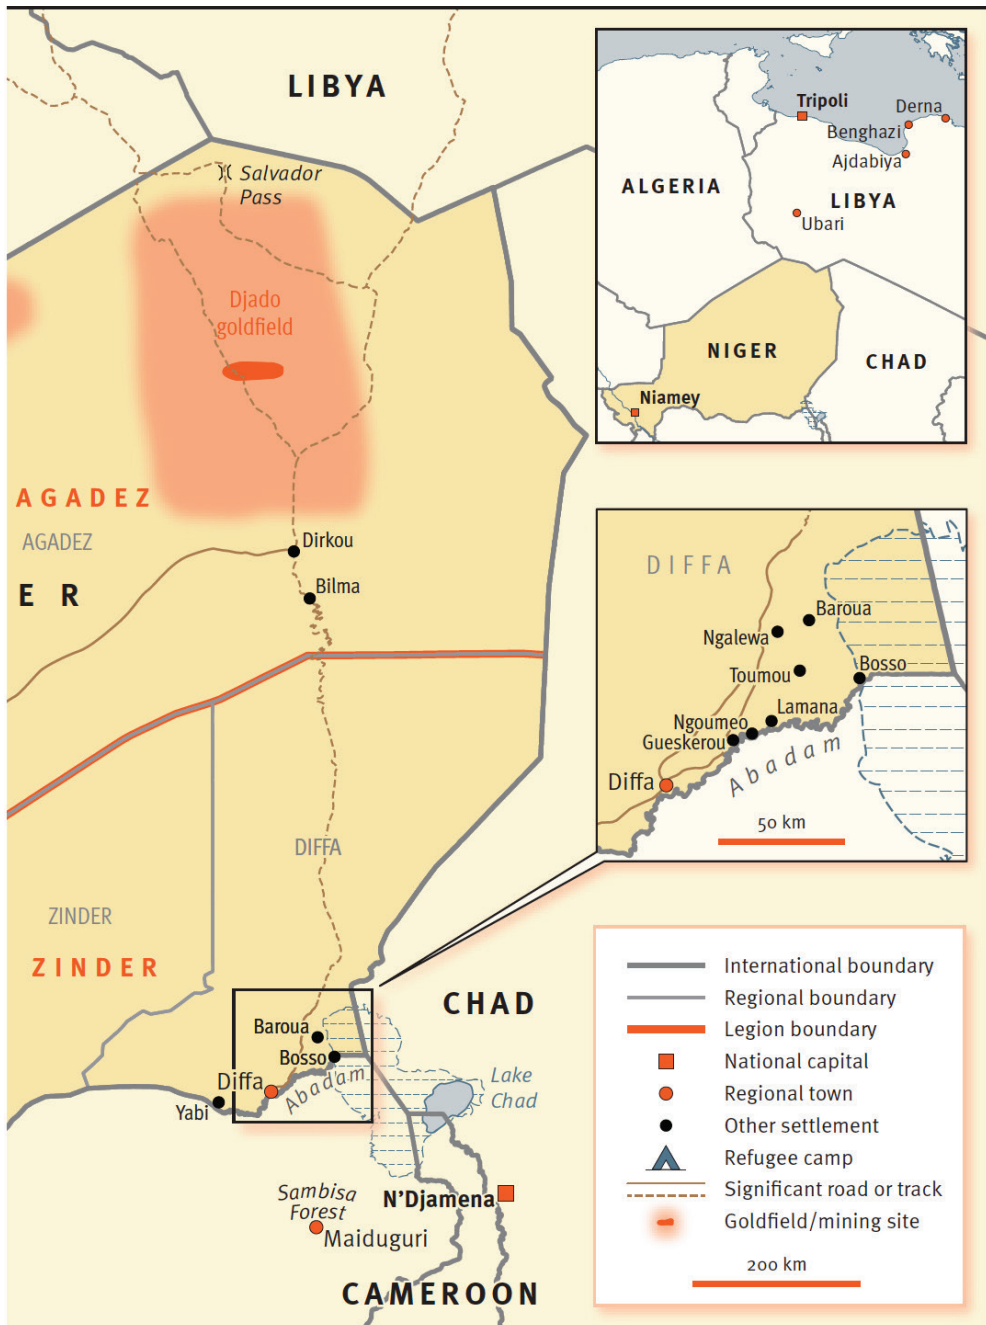 LIBYA
Salvador
Pass
Djado
goldfield
AGADEZ
AGADEZ
ER
Dirkou
Bilma
DIFFA
ZINDER
ZINDER
Baroua
Bosso
Diffa
Abadam
Yabi
CHAD
Lake
Chad
N'Djamena
Sambisa
Forest
Maiduguri
CAMEROON
Tripoli
Derna
Benghazi
Ajdabiya
ALGERIA
LIBYA
Ubari
NIGER
CHAD
Niamey
DIFFA
Baroua
Ngalewa
Toumou
Bosso
Lamana
Ngoumeo
Gueskerou
Abadam
Diffa
50 km
International boundary
Regional boundary
Legion boundary
National capital
Regional town
Other settlement
Refugee camp
Significant road or track
Goldfield/mining site
200 km